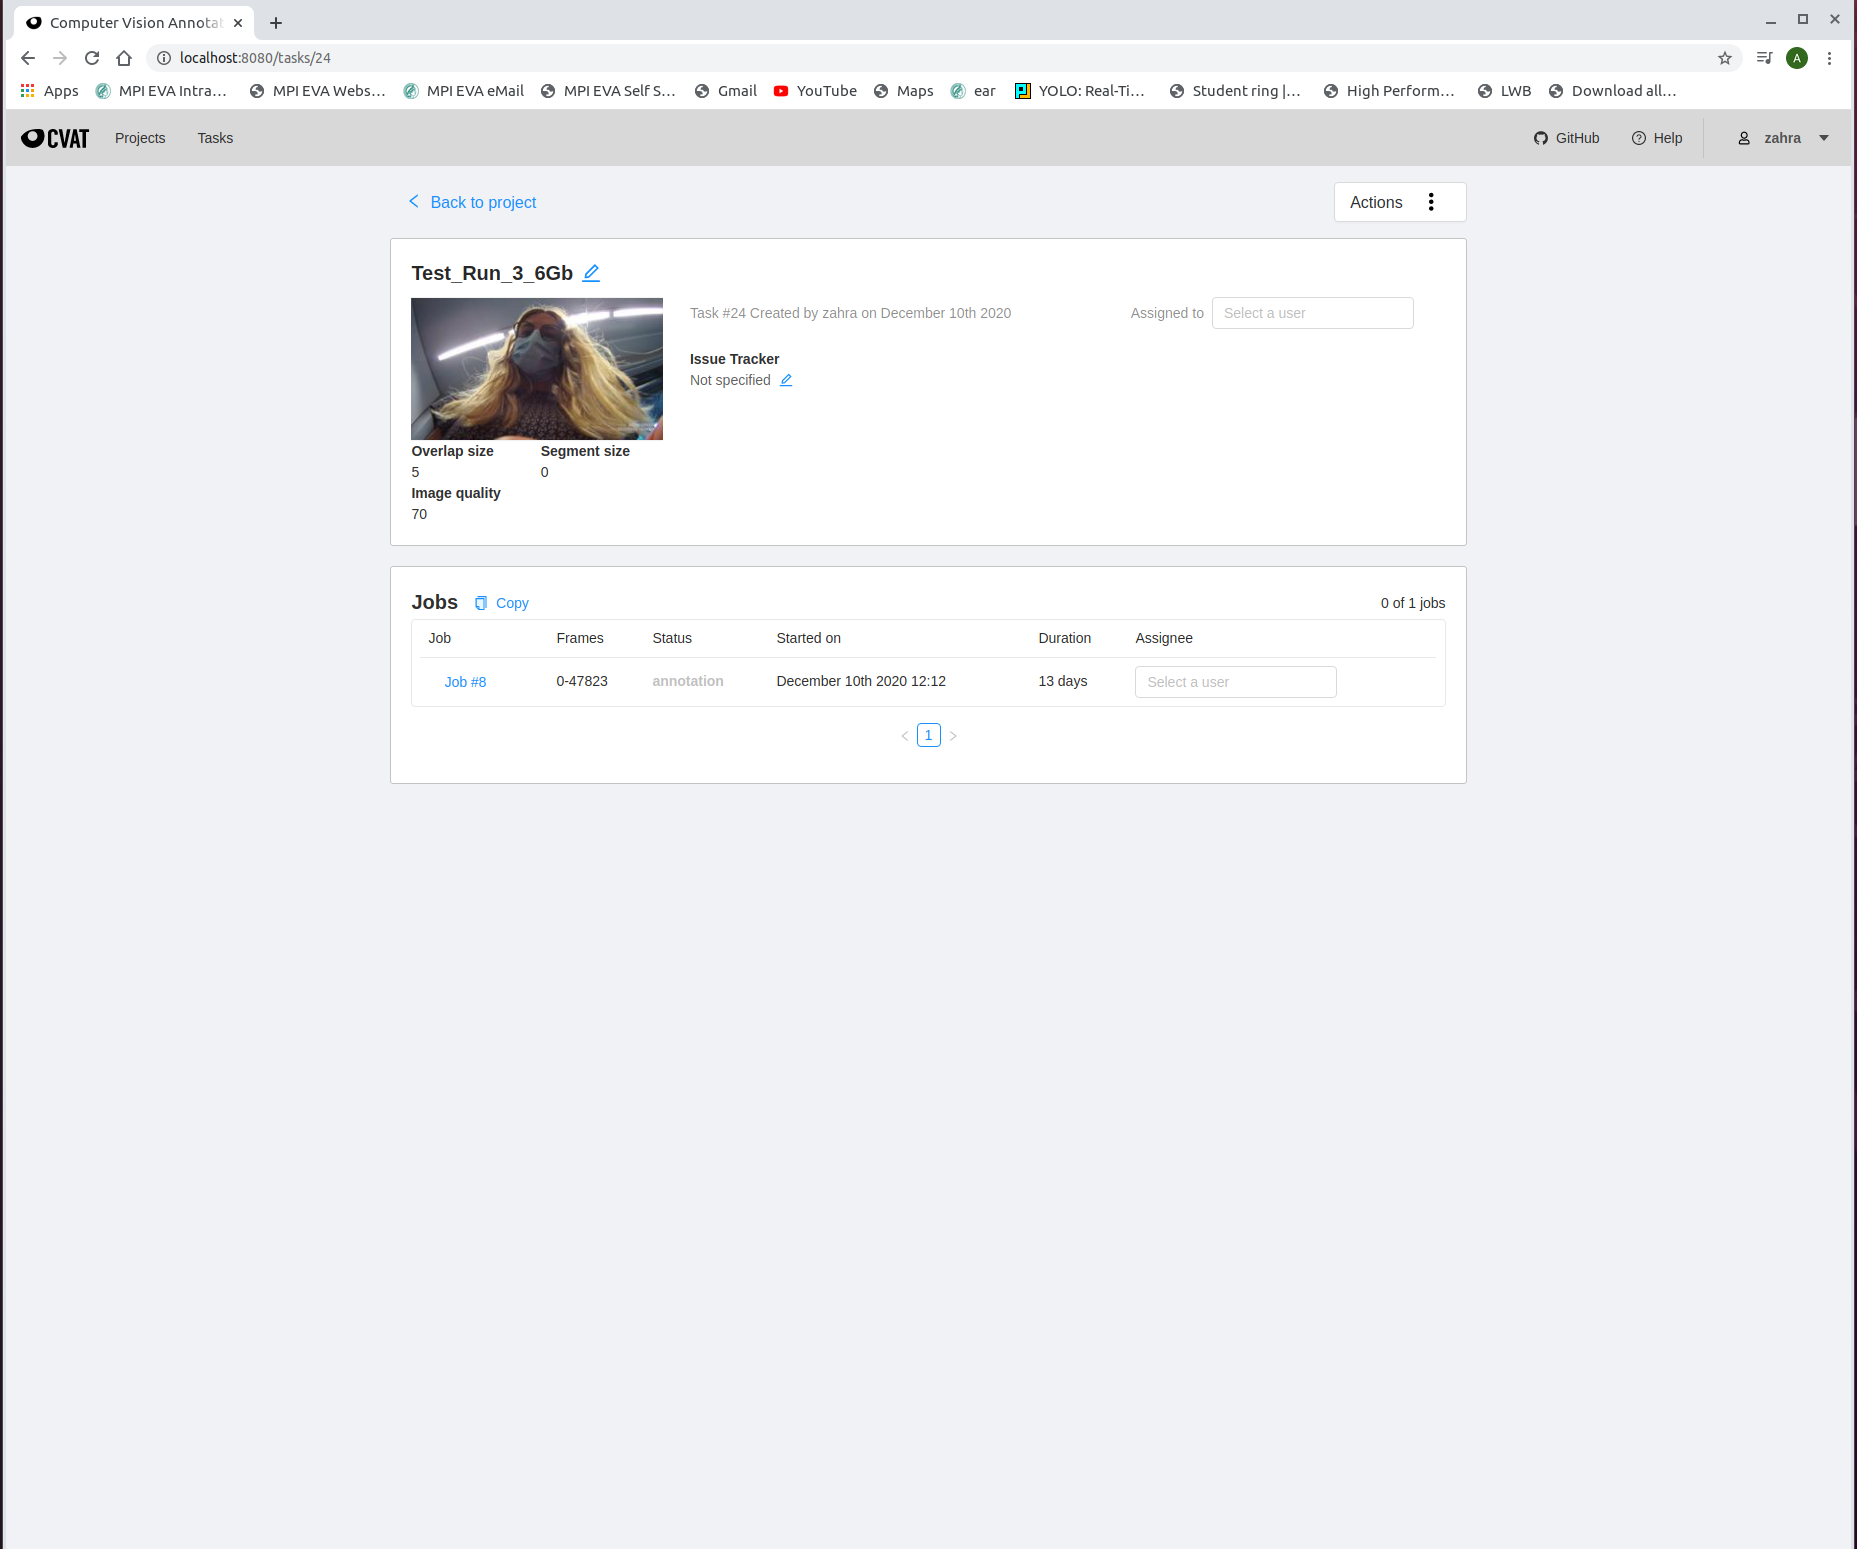 Computer Vision Annotat
localhost:8080/tasks/24
A
Apps MPI EVA Intra... MPI EVA Webs... MPI EVA eMail MPI EVA Self S... Gmail YouTube Maps ear YOLO: Real-Ti... Student ring |... High Perform... LWB Download all...
CVAT Projects Tasks GitHub Help zahra
Back to project Actions
Test_Run_3_6Gb
Task #24 Created by zahra on December 10th 2020 Assigned to Select a user
Issue Tracker
Not specified
Overlap size Segment size
5 0
Image quality
70
Jobs Copy 0 of 1 jobs
Job Frames Status Started on Duration Assignee
Job #8 0-47823 annotation December 10th 2020 12:12 13 days Select a user
1